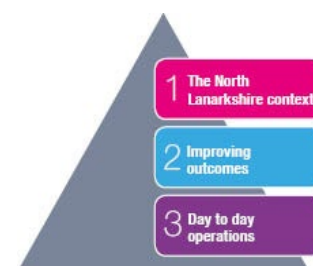 1 The North
Lanarkshire context
2 Improving
outcomes
3 Day to day
operations